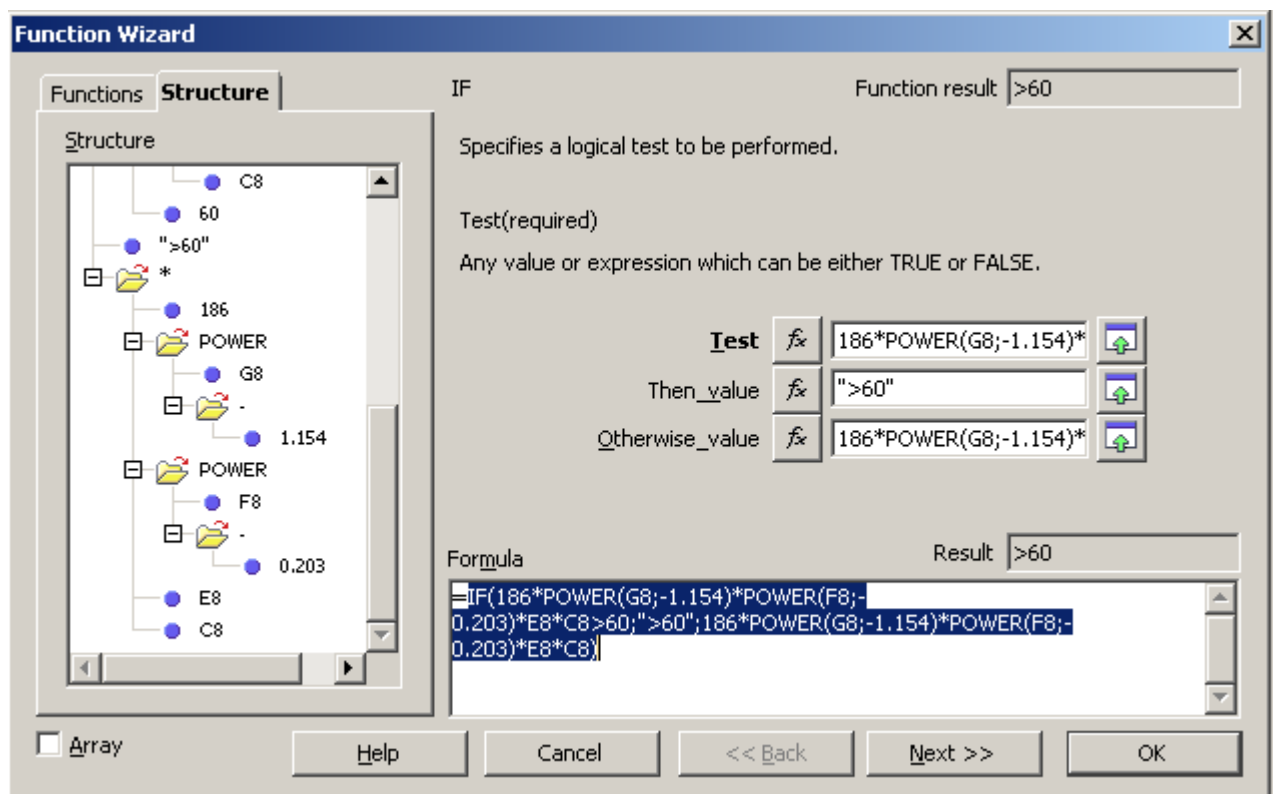 Function Wizard
Functions Structure
IF
Function result >60
Structure
Specifies a logical test to be performed.
C8
60
">60"
*
186
POWER
G8
-
1.154
POWER
F8
-
0.203
E8
C8
Test(required)
Any value or expression which can be either TRUE or FALSE.
Test fx 186*POWER(G8;-1.154)*
Then_value fx ">60"
Otherwise_value fx 186*POWER(G8;-1.154)*
Formula
Result >60
=IF(186*POWER(G8;-1.154)*POWER(F8;-
0.203)*E8*C8>60;">60";186*POWER(G8;-1.154)*POWER(F8;-
0.203)*E8*C8)
Array
Help
Cancel
<< Back
Next >>
OK